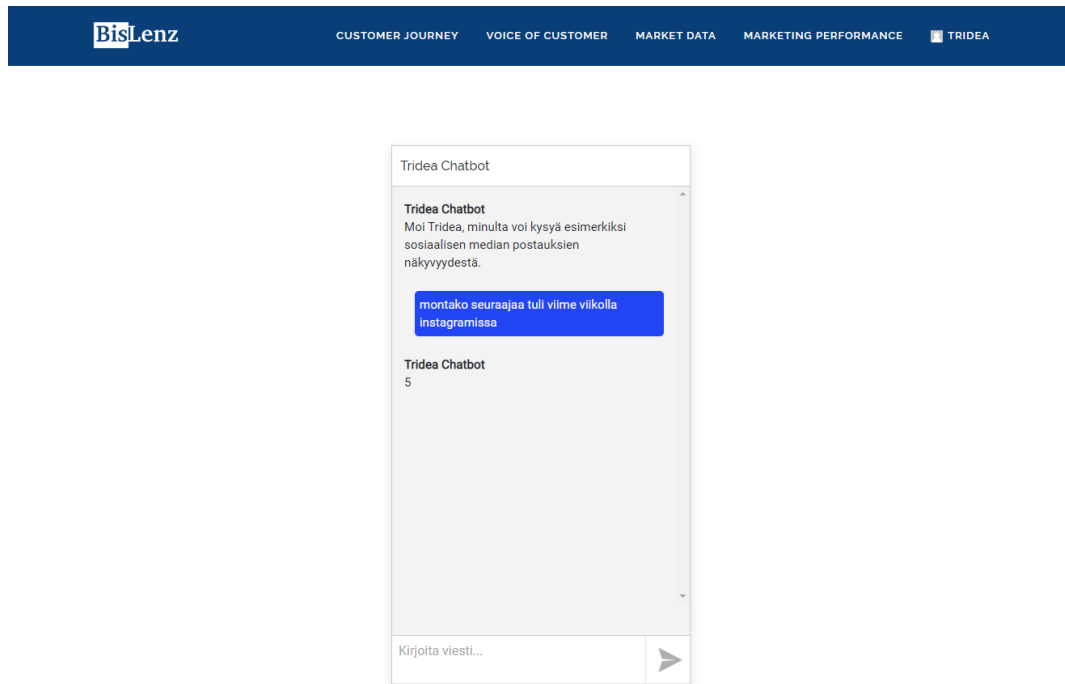 BisLenz
CUSTOMER JOURNEY VOICE OF CUSTOMER MARKET DATA MARKETING PERFORMANCE TRIDEA
Tridea Chatbot
Tridea Chatbot
Moi Tridea, minulta voi kysyä esimerkiksi
sosiaalisen median postauksien
näkyvyydestä.
montako seuraajaa tuli viime viikolla
instagramissa
Tridea Chatbot
5
Kirjoita viesti...